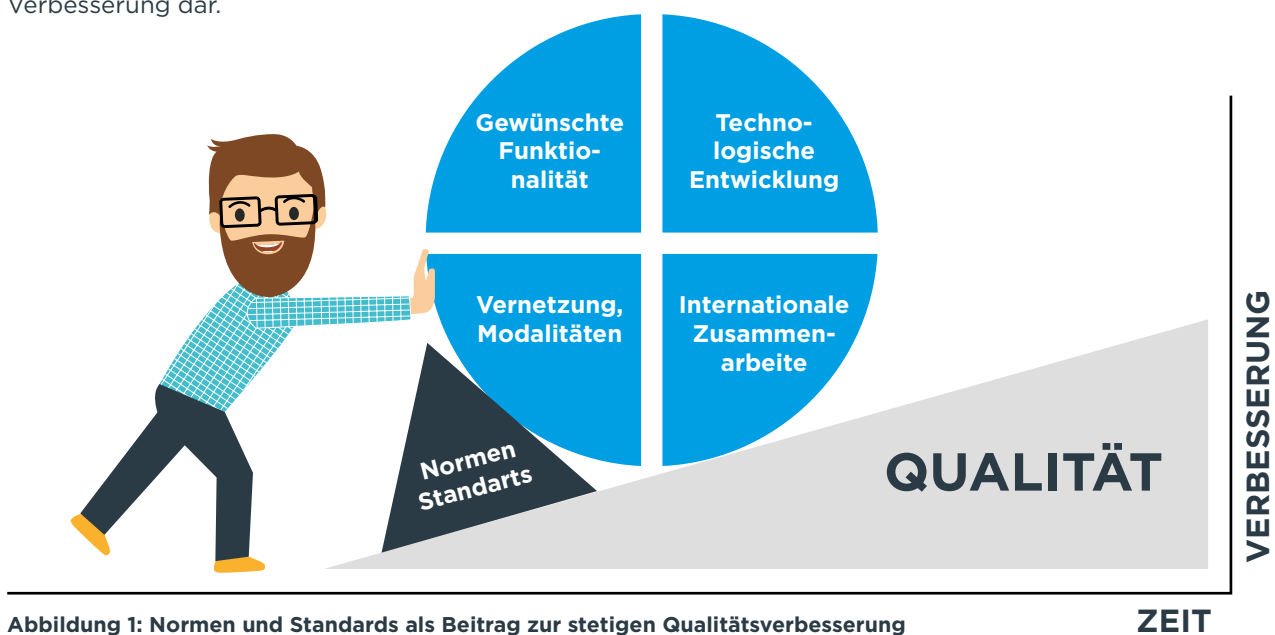 Verbesserung dar.
Gewünschte
Funktio-
nalität
Techno-
logische
Entwicklung
Vernetzung,
Modalitäten
Internationale
Zusammen-
arbeite
Normen
Standarts
QUALITÄT
VERBESSERUNG
ZEIT
Abbildung 1: Normen und Standards als Beitrag zur stetigen Qualitätsverbesserung